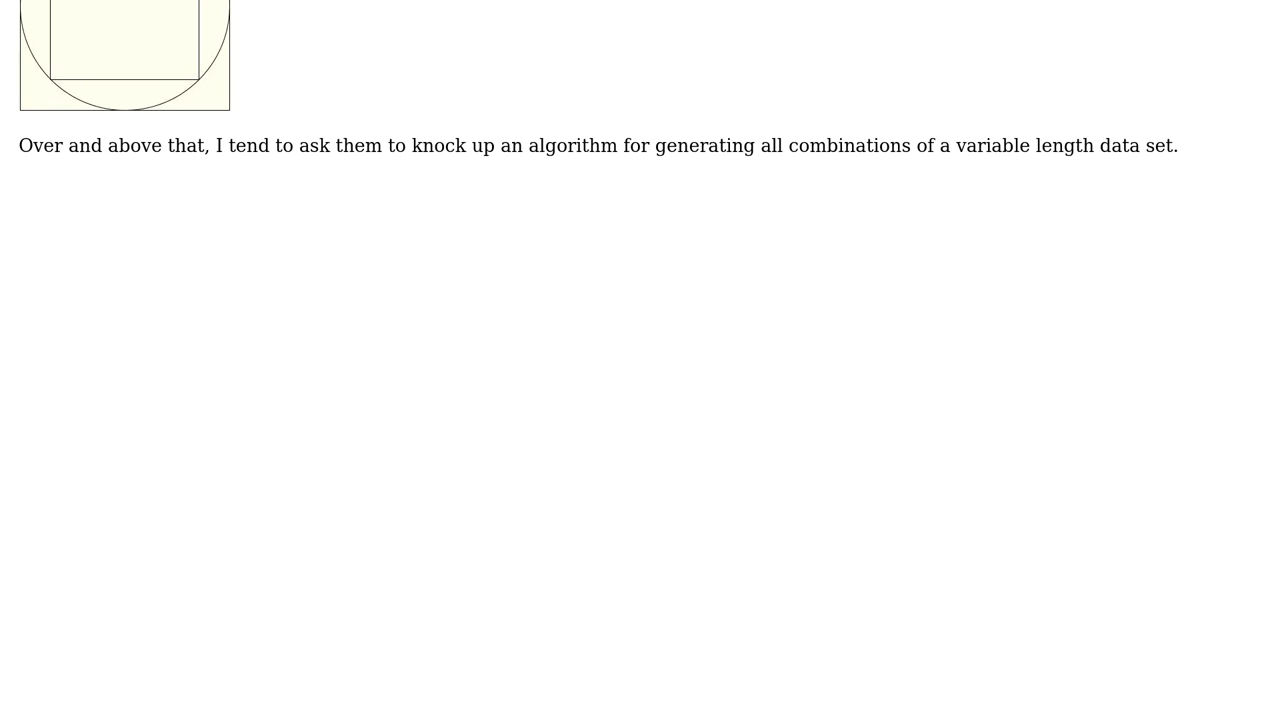 Over and above that, I tend to ask them to knock up an algorithm for generating all combinations of a variable length data set.